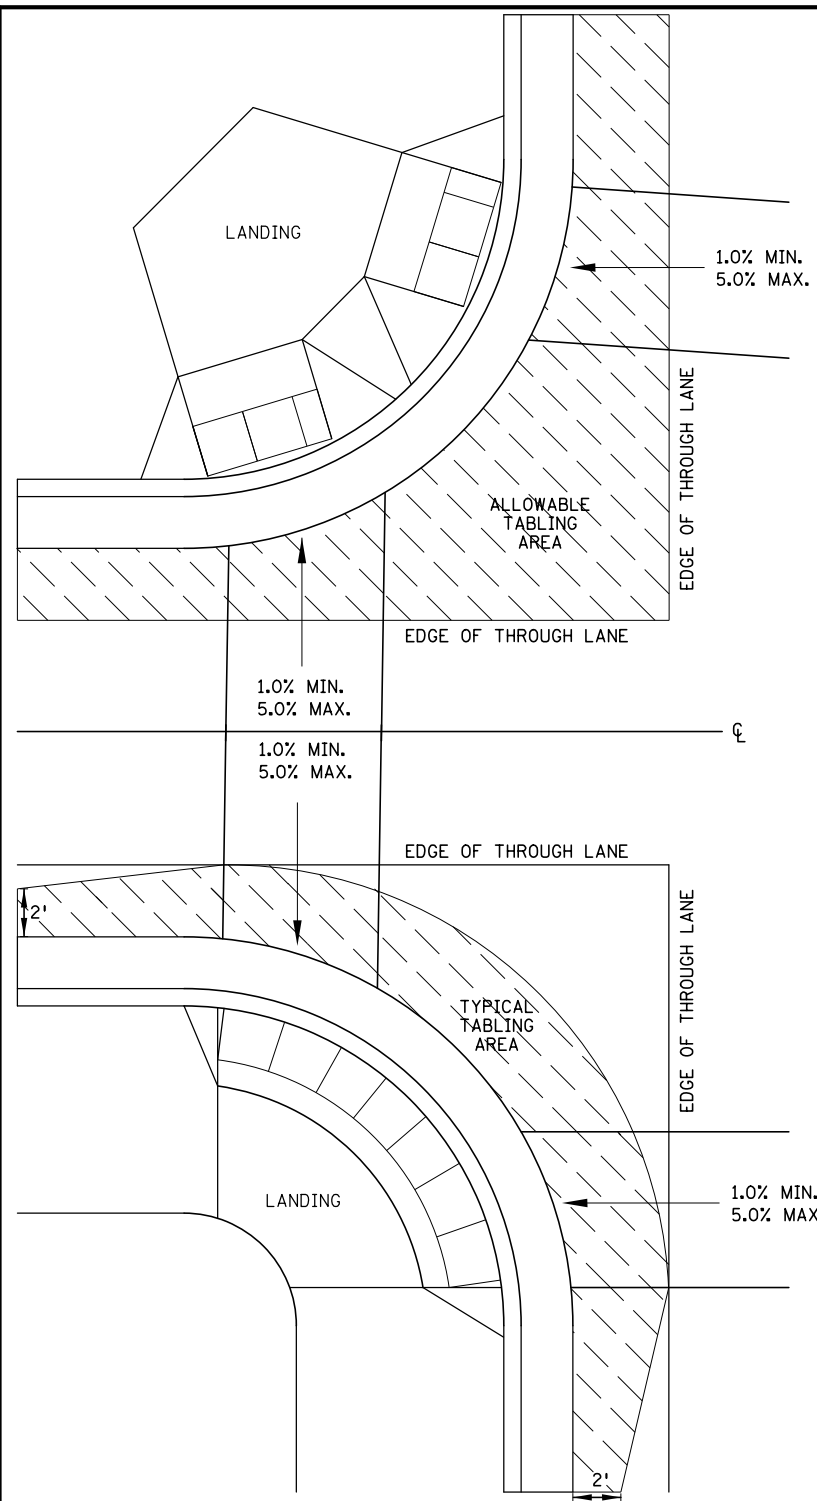 LANDING
1.0% MIN.
5.0% MAX.
EDGE OF THROUGH LANE
ALLOWABLE
TABLING
AREA
EDGE OF THROUGH LANE
1.0% MIN.
5.0% MAX.
℄
1.0% MIN.
5.0% MAX.
EDGE OF THROUGH LANE
2'
EDGE OF THROUGH LANE
TYPICAL
TABLING
AREA
LANDING
1.0% MIN.
5.0% MAX
2'